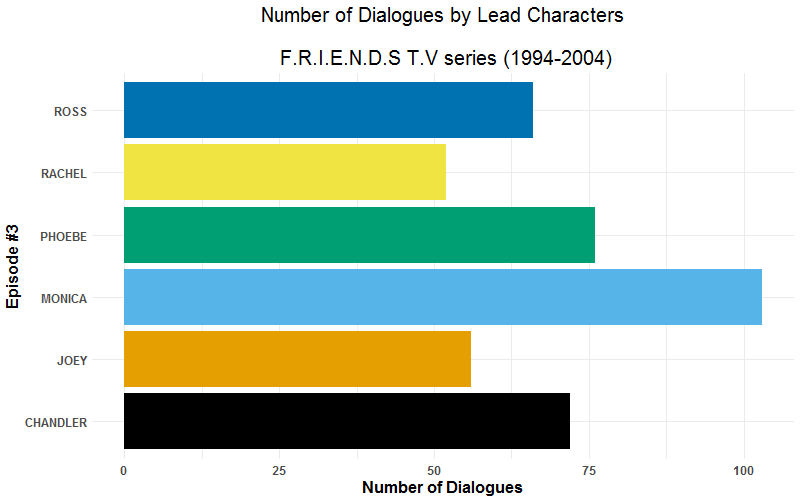 Number of Dialogues by Lead Characters
F.R.I.E.N.D.S T.V series (1994-2004)
Episode #3
ROSS
RACHEL
PHOEBE
MONICA
JOEY
CHANDLER
0 25 50 75 100
Number of Dialogues